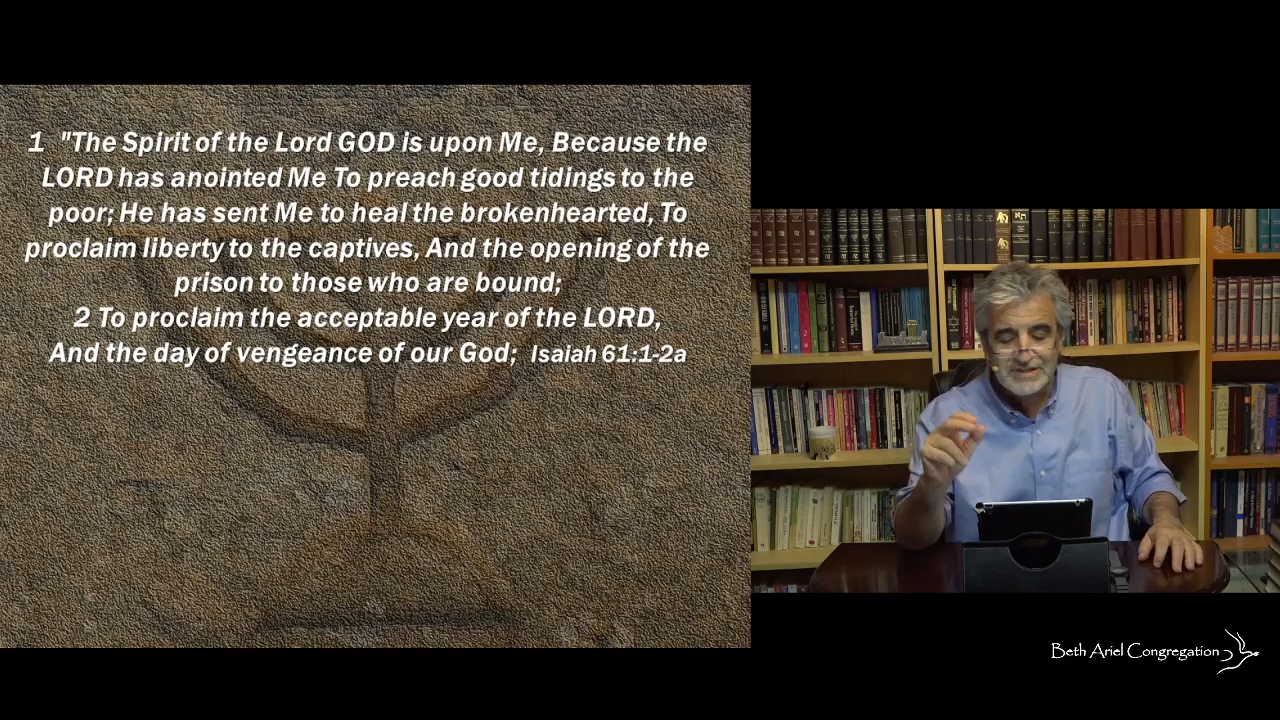 1 "The Spirit of the Lord GOD is upon Me, Because the
LORD has anointed Me To preach good tidings to the
poor; He has sent Me to heal the brokenhearted, To
proclaim liberty to the captives, And the opening of the
prison to those who are bound;
2 To proclaim the acceptable year of the LORD,
And the day of vengeance of our God; Isaiah 61:1-2a
Beth Ariel Congregation